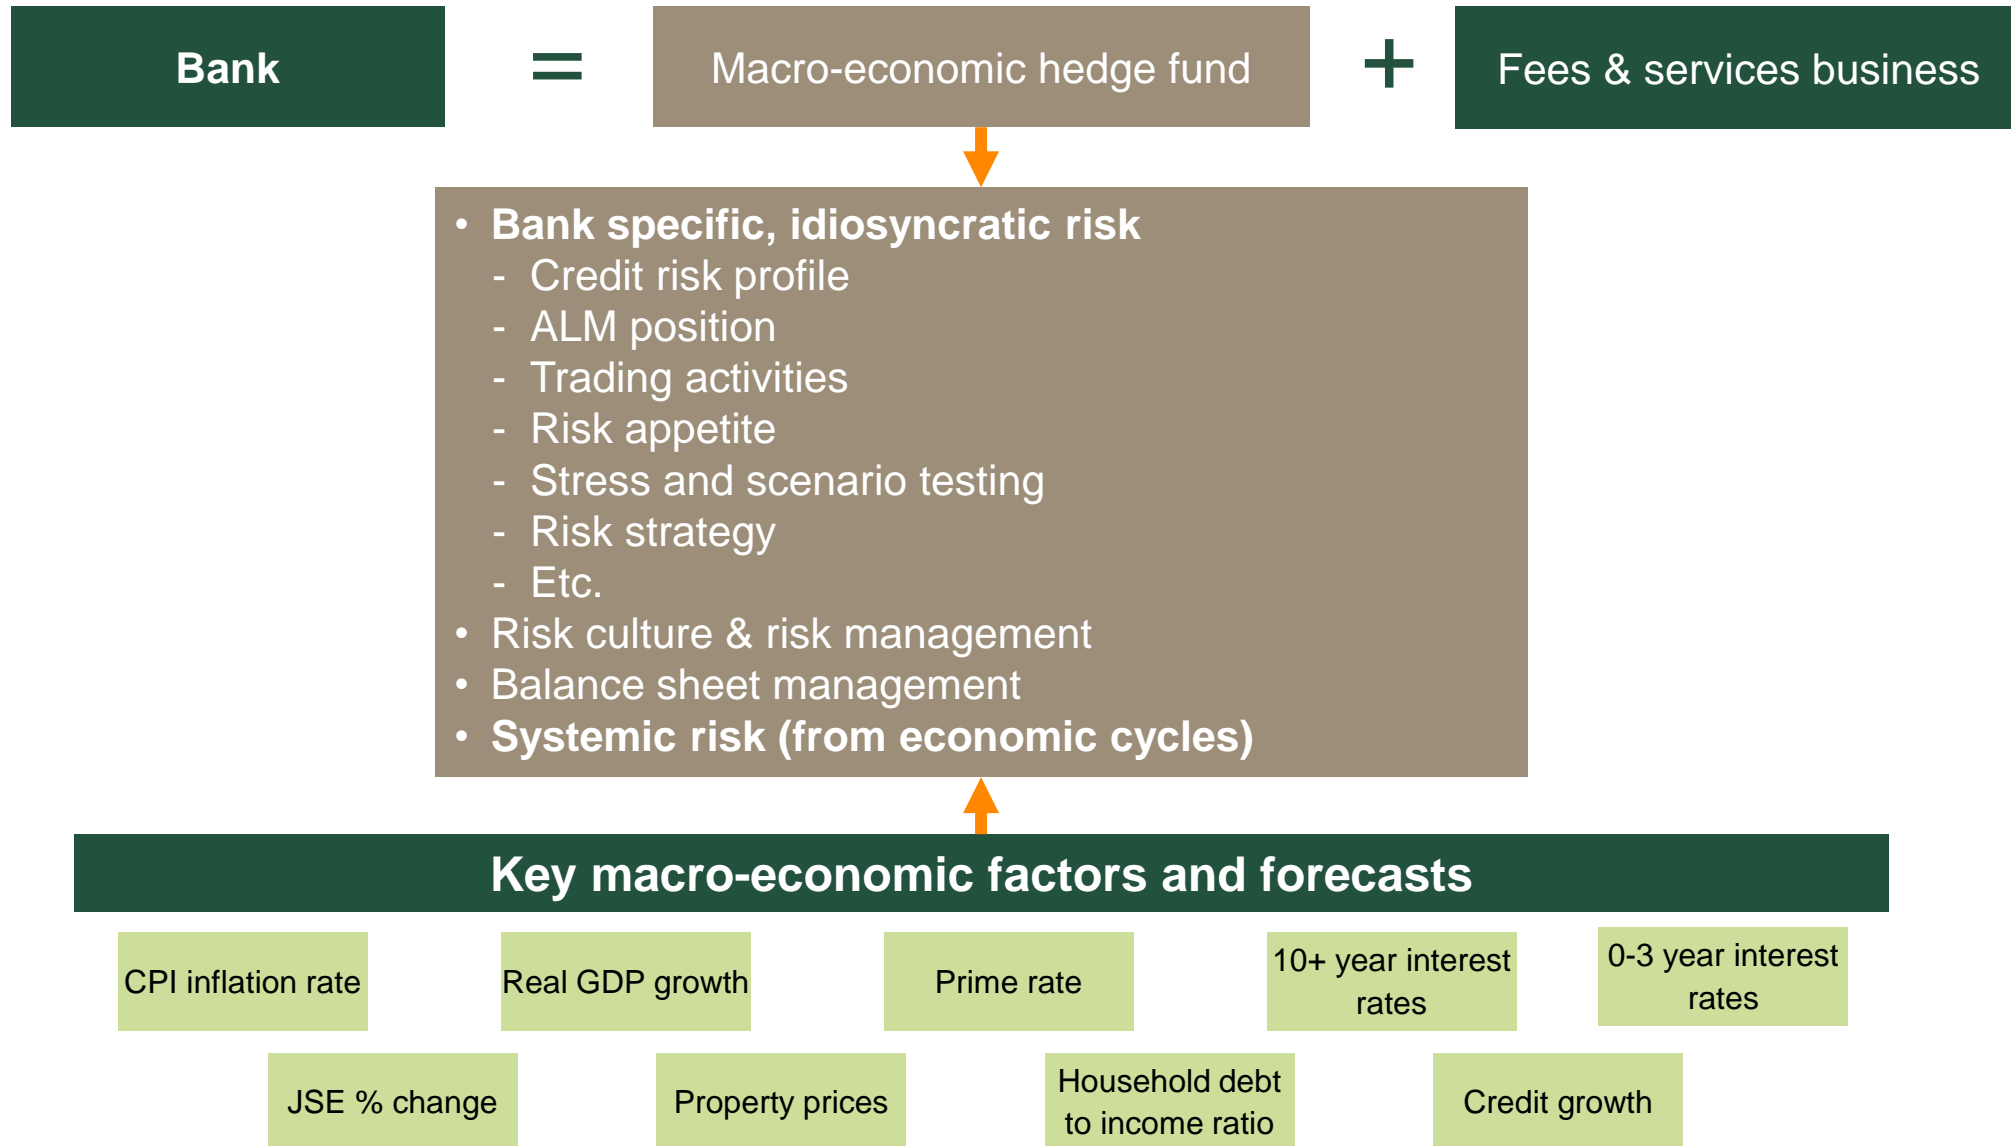 Bank = Macro-economic hedge fund + Fees & services business
• Bank specific, idiosyncratic risk
- Credit risk profile
- ALM position
- Trading activities
- Risk appetite
- Stress and scenario testing
- Risk strategy
- Etc.
• Risk culture & risk management
• Balance sheet management
• Systemic risk (from economic cycles)
Key macro-economic factors and forecasts
CPI inflation rate
Real GDP growth
Prime rate
10+ year interest
rates
0-3 year interest
rates
JSE % change
Property prices
Household debt
to income ratio
Credit growth